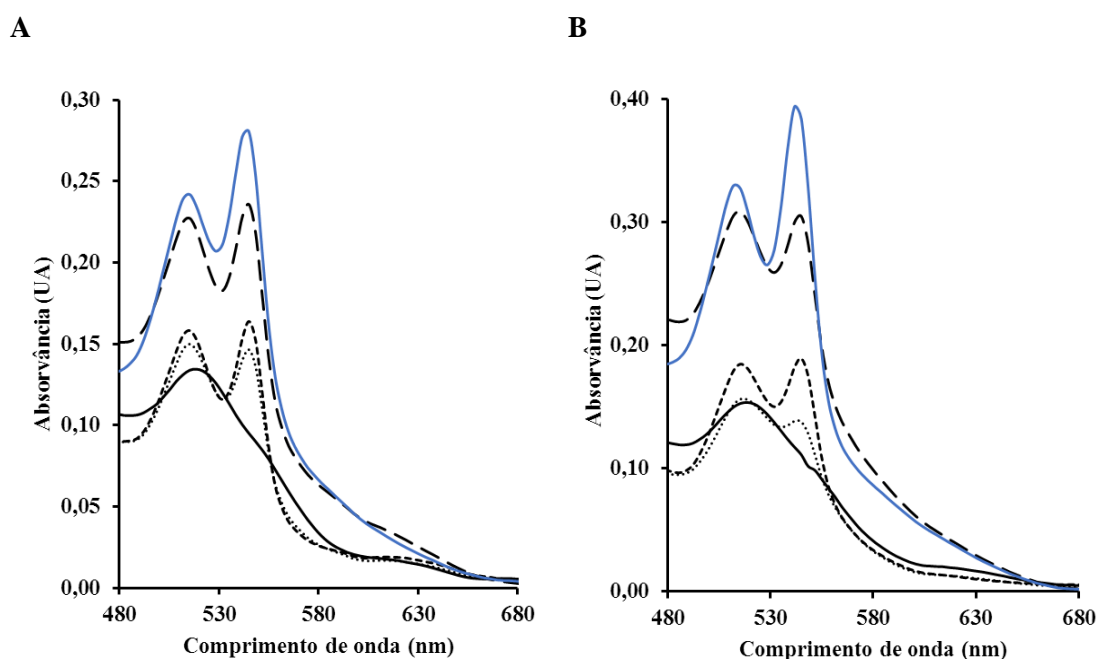 A
B
0,30
0,25
0,20
0,15
0,10
0,05
0,00
Absorvância (UA)
480 530 580 630 680
Comprimento de onda (nm)
0,40
0,30
0,20
0,10
0,00
Absorvância (UA)
480 530 580 630 680
Comprimento de onda (nm)